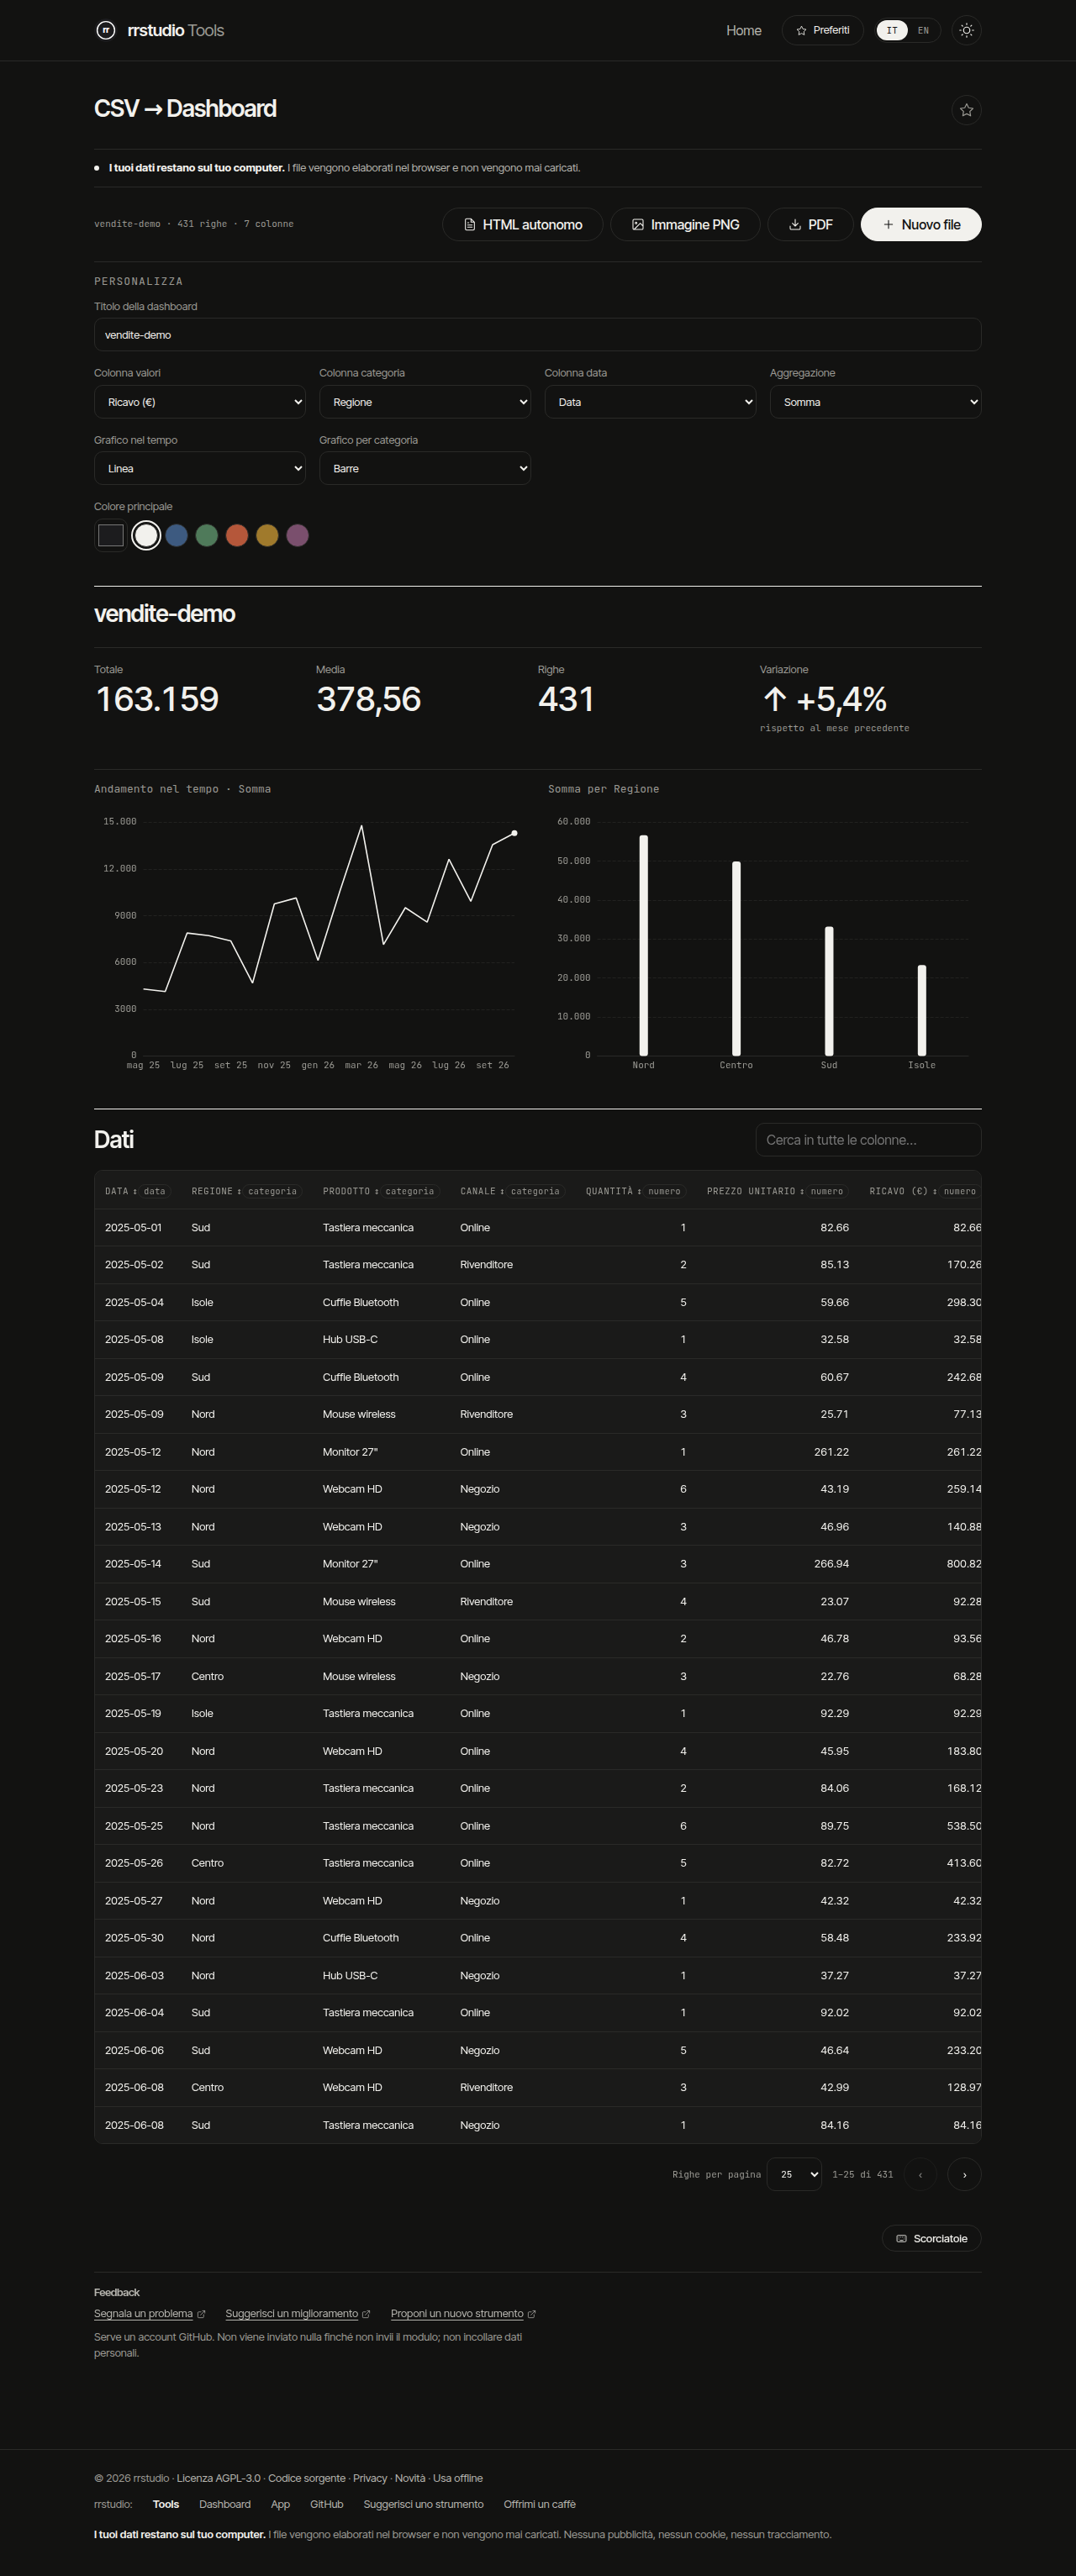 rr rrstudio Tools Home Preferiti IT EN
CSV → Dashboard
I tuoi dati restano sul tuo computer. I file vengono elaborati nel browser e non vengono mai caricati.
vendite-demo · 431 righe · 7 colonne HTML autonomo Immagine PNG PDF + Nuovo file
PERSONALIZZA
Titolo della dashboard
vendite-demo
Colonna valori Colonna categoria Colonna data Aggregazione
Ricavo (€) Regione Data Somma
Grafico nel tempo Grafico per categoria
Linea Barre
Colore principale
vendite-demo
Totale Media Righe Variazione
163.159 378,56 431 ↑ +5,4%
rispetto al mese precedente
Andamento nel tempo · Somma
15.000
12.000
9000
6000
3000
0
mag 25 lug 25 set 25 nov 25 gen 26 mar 26 mag 26 lug 26 set 26
Somma per Regione
60.000
50.000
40.000
30.000
20.000
10.000
0
Nord Centro Sud Isole
Dati Cerca in tutte le colonne…
DATA ↕ data REGIONE ↕ categoria PRODOTTO ↕ categoria CANALE ↕ categoria QUANTITÀ ↕ numero PREZZO UNITARIO ↕ numero RICAVO (€) ↕ numero
2025-05-01 Sud Tastiera meccanica Online 1 82.66 82.66
2025-05-02 Sud Tastiera meccanica Rivenditore 2 85.13 170.26
2025-05-04 Isole Cuffie Bluetooth Online 5 59.66 298.30
2025-05-08 Isole Hub USB-C Online 1 32.58 32.58
2025-05-09 Sud Cuffie Bluetooth Online 4 60.67 242.68
2025-05-09 Nord Mouse wireless Rivenditore 3 25.71 77.13
2025-05-12 Nord Monitor 27" Online 1 261.22 261.22
2025-05-12 Nord Webcam HD Negozio 6 43.19 259.14
2025-05-13 Nord Webcam HD Negozio 3 46.96 140.88
2025-05-14 Sud Monitor 27" Online 3 266.94 800.82
2025-05-15 Sud Mouse wireless Rivenditore 4 23.07 92.28
2025-05-16 Nord Webcam HD Online 2 46.78 93.56
2025-05-17 Centro Mouse wireless Negozio 3 22.76 68.28
2025-05-19 Isole Tastiera meccanica Online 1 92.29 92.29
2025-05-20 Nord Webcam HD Online 4 45.95 183.80
2025-05-23 Nord Tastiera meccanica Online 2 84.06 168.12
2025-05-25 Nord Tastiera meccanica Online 6 89.75 538.50
2025-05-26 Centro Tastiera meccanica Online 5 82.72 413.60
2025-05-27 Nord Webcam HD Negozio 1 42.32 42.32
2025-05-30 Nord Cuffie Bluetooth Online 4 58.48 233.92
2025-06-03 Nord Hub USB-C Negozio 1 37.27 37.27
2025-06-04 Sud Tastiera meccanica Online 1 92.02 92.02
2025-06-06 Sud Webcam HD Negozio 5 46.64 233.20
2025-06-08 Centro Webcam HD Rivenditore 3 42.99 128.97
2025-06-08 Sud Tastiera meccanica Negozio 1 84.16 84.16
Righe per pagina 25 1–25 di 431 ‹ ›
Scorciatoie
Feedback
Segnala un problema Suggerisci un miglioramento Proponi un nuovo strumento
Serve un account GitHub. Non viene inviato nulla finché non invii il modulo; non incollare dati
personali.
© 2026 rrstudio · Licenza AGPL-3.0 · Codice sorgente · Privacy · Novità · Usa offline
rrstudio: Tools Dashboard App GitHub Suggerisci uno strumento Offrimi un caffè
I tuoi dati restano sul tuo computer. I file vengono elaborati nel browser e non vengono mai caricati. Nessuna pubblicità, nessun cookie, nessun tracciamento.